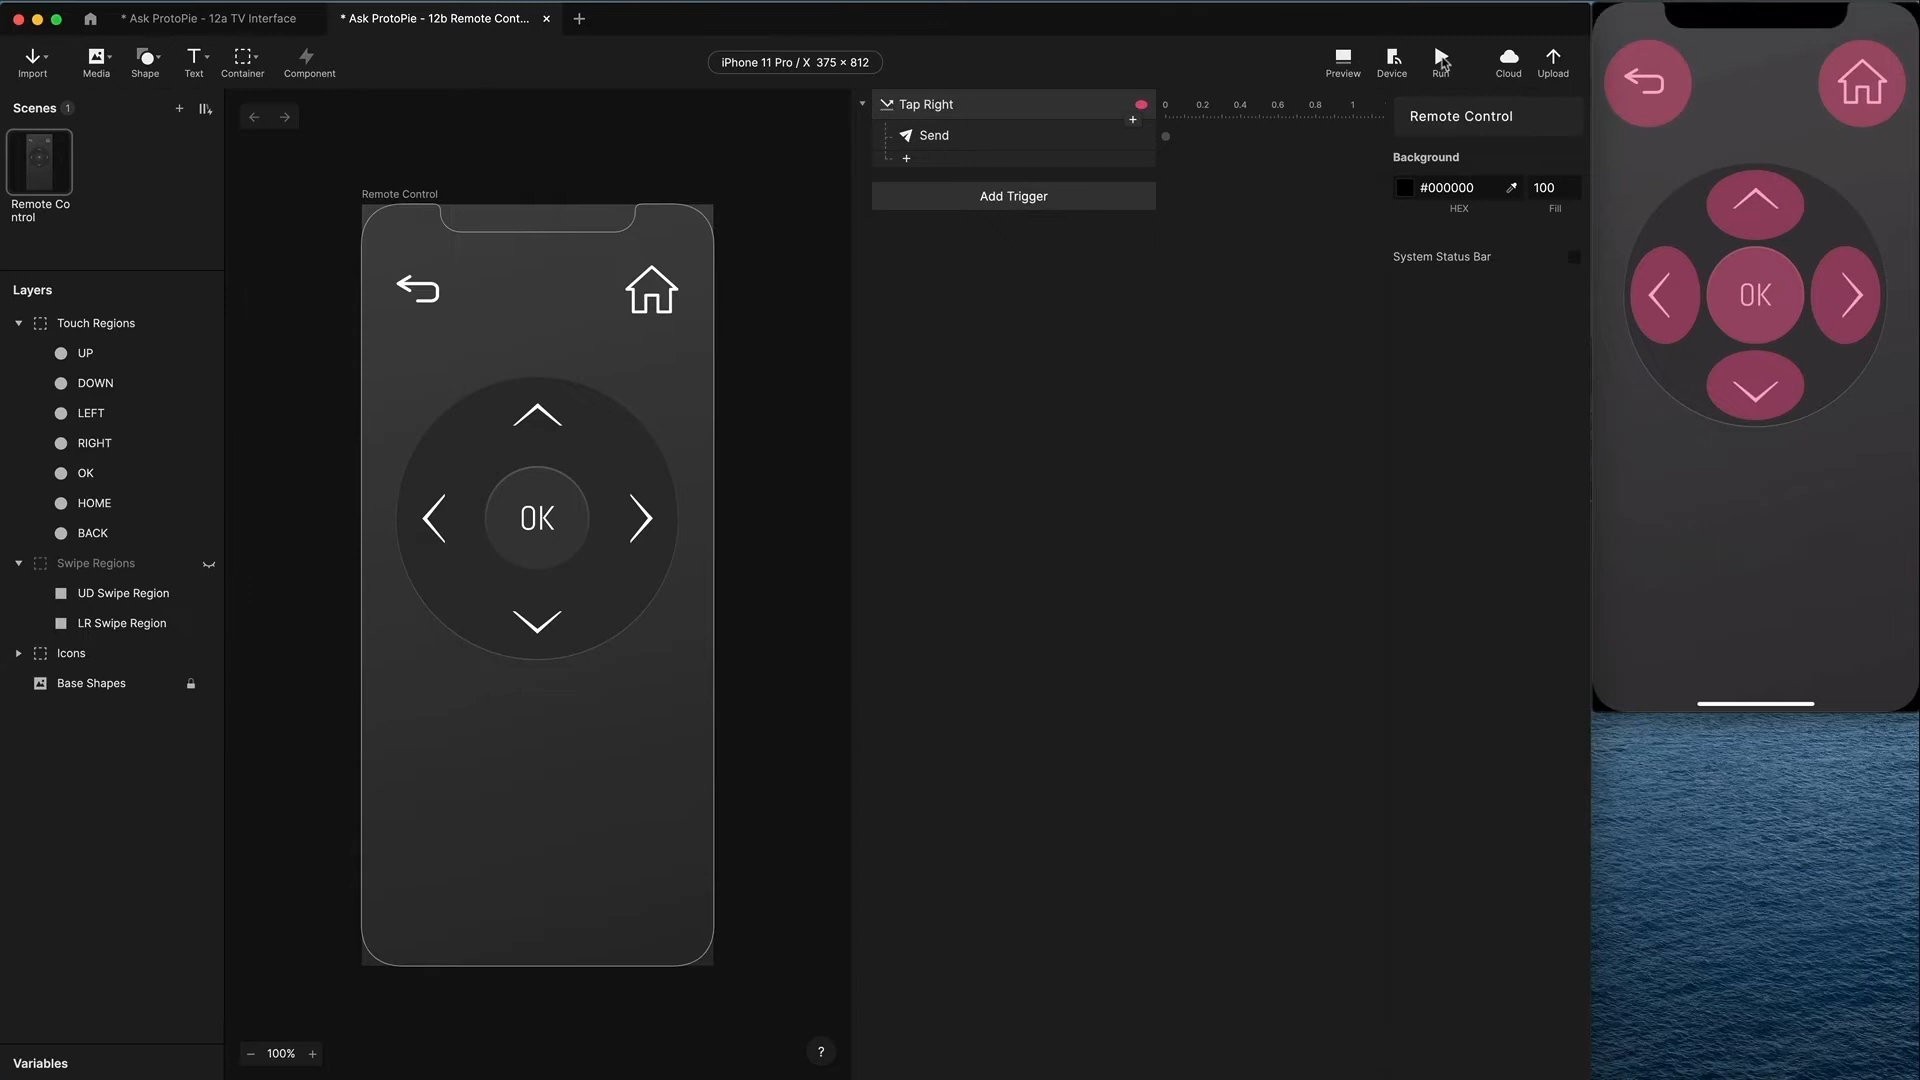 * Ask ProtoPie - 12a TV Interface
* Ask ProtoPie - 12b Remote Cont...
Import
Media
Shape
Text
Container
Component
iPhone 11 Pro / X 375 × 812
Preview
Device
Run
Cloud
Upload
Scenes 1
Remote Co
ntrol
Layers
Touch Regions
UP
DOWN
LEFT
RIGHT
OK
HOME
BACK
Swipe Regions
UD Swipe Region
LR Swipe Region
Icons
Base Shapes
Variables
Remote Control
OK
100%
?
Tap Right
Send
Add Trigger
0 0.2 0.4 0.6 0.8 1
Remote Control
Background
#000000 100
HEX Fill
System Status Bar
OK